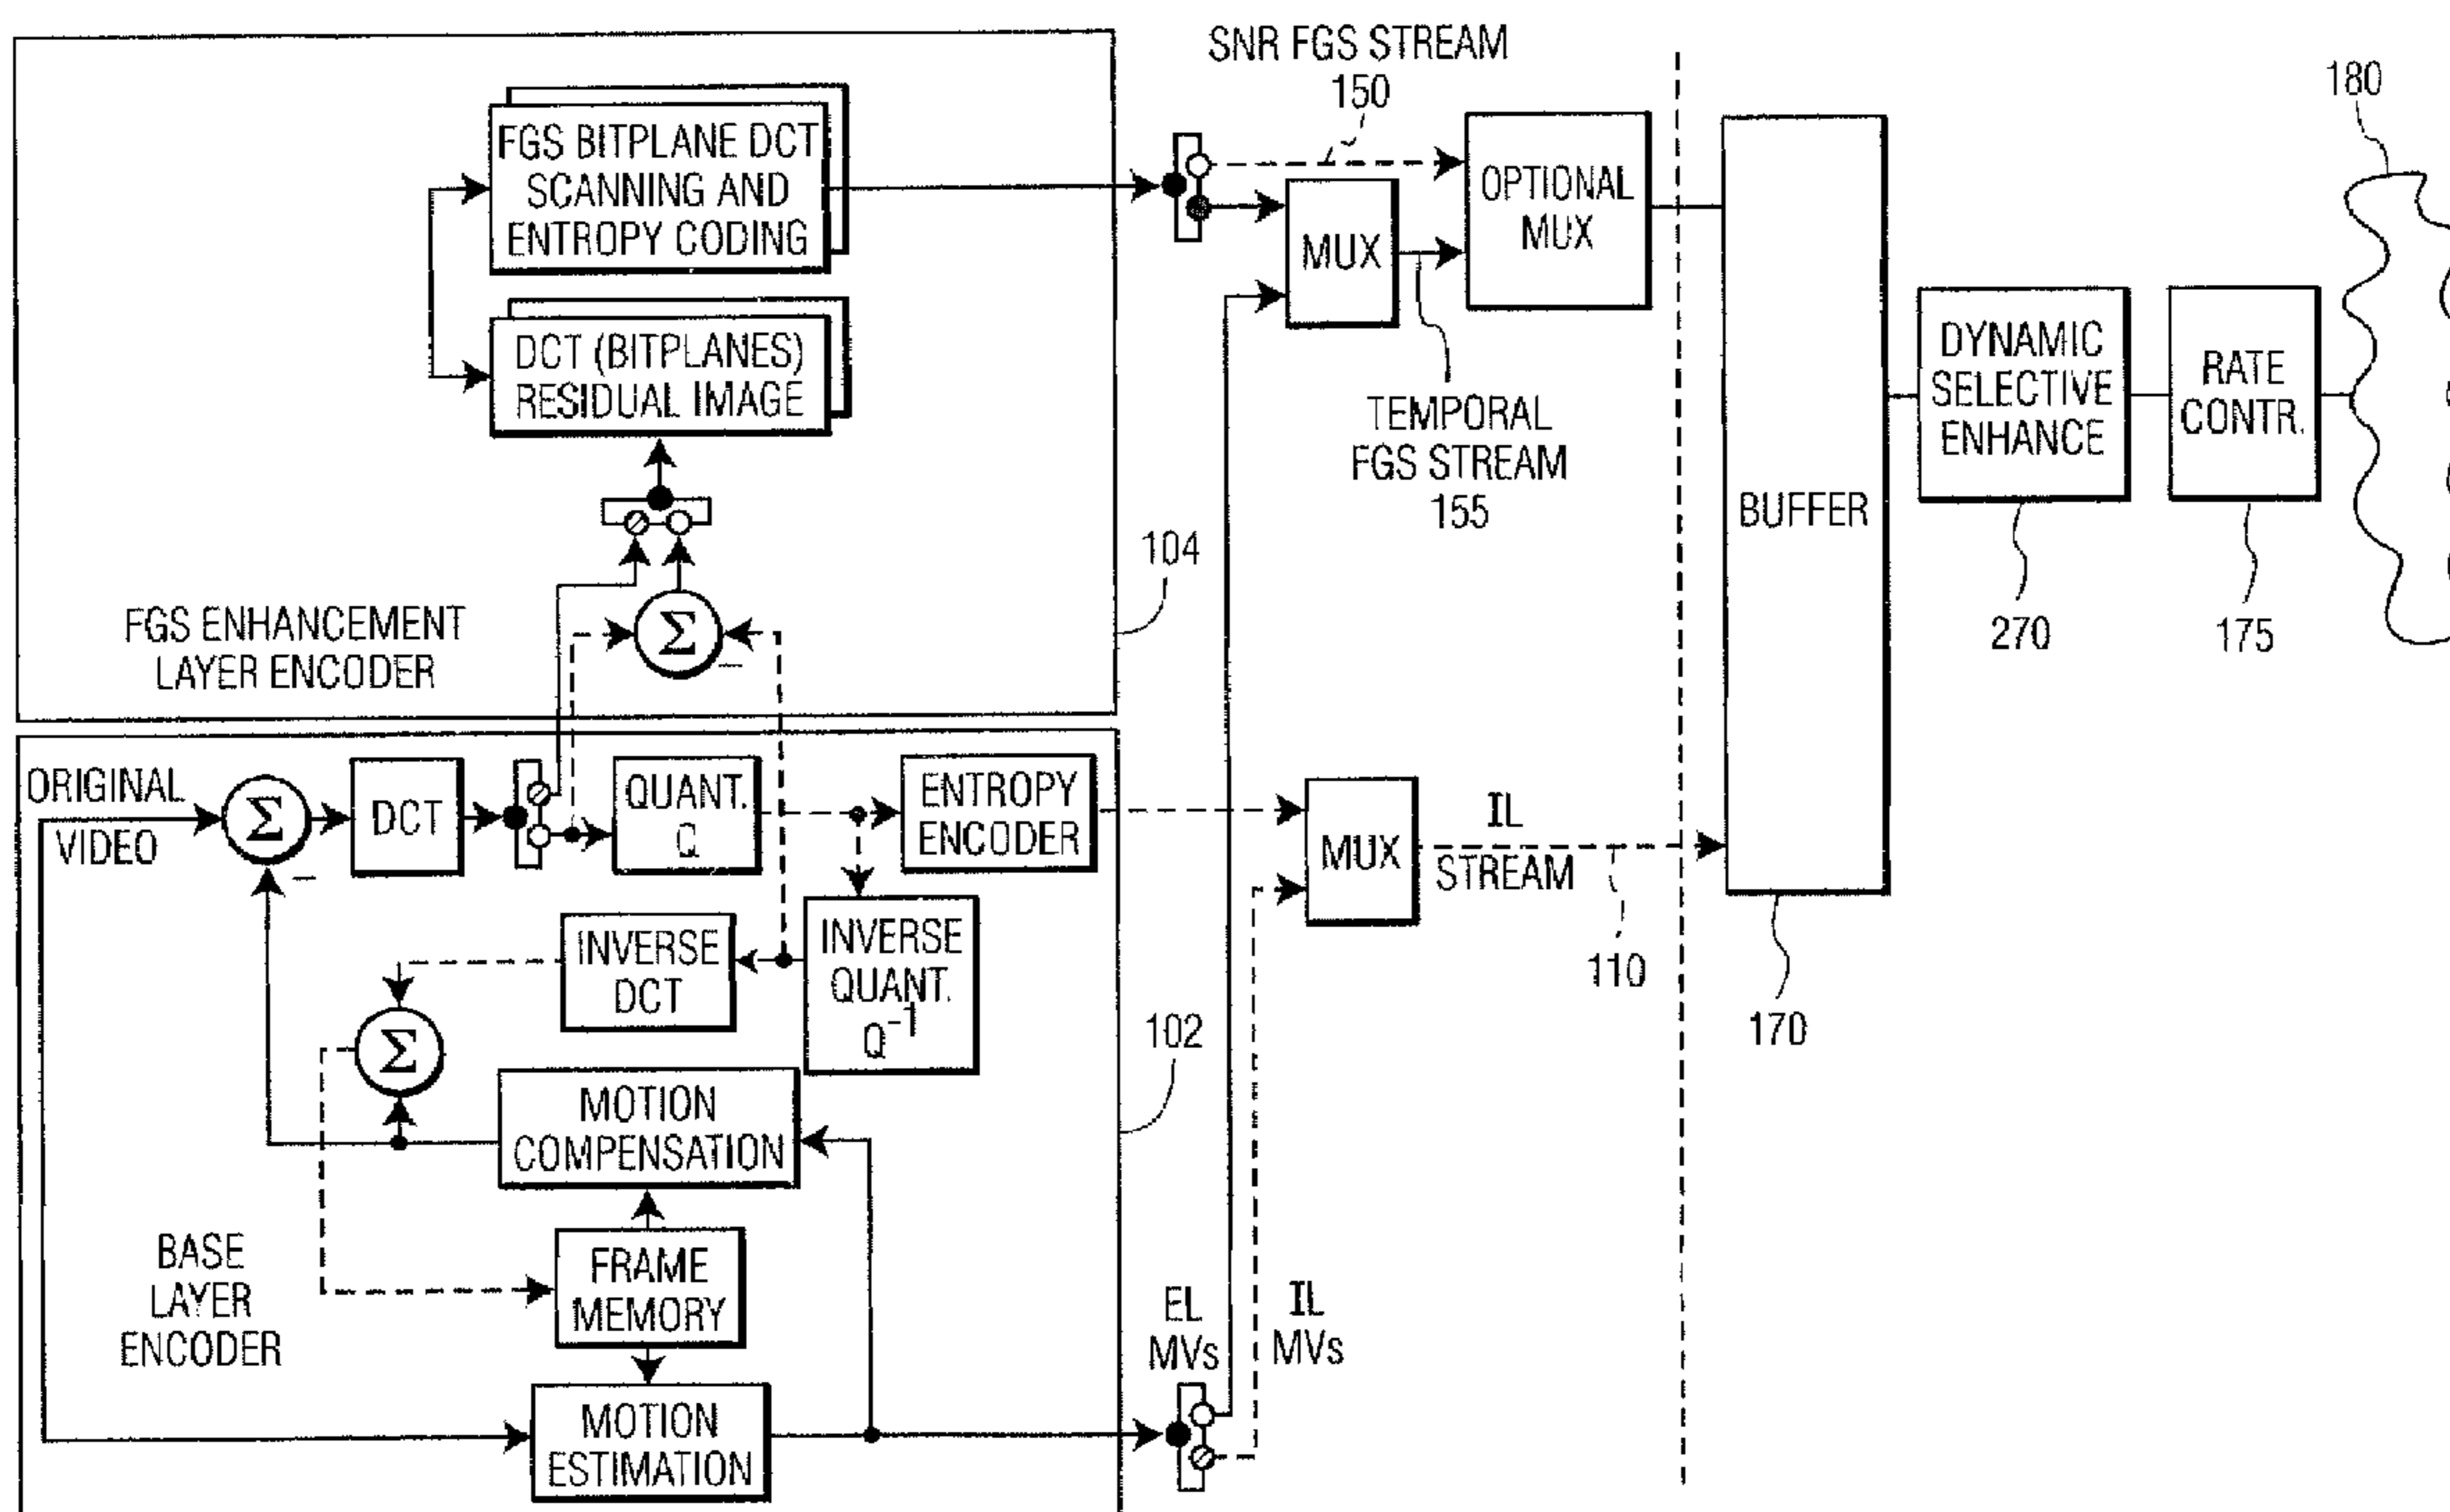 SNR FGS STREAM
150
180
FGS BITPLANE DCT
SCANNING AND
ENTROPY CODING
DCT (BITPLANES)
RESIDUAL IMAGE
MUX
OPTIONAL
MUX
TEMPORAL
FGS STREAM
155
BUFFER
DYNAMIC
SELECTIVE
ENHANCE
RATE
CONTR.
270
175
104
FGS ENHANCEMENT
LAYER ENCODER
Σ
–
ORIGINAL
VIDEO
Σ
–
DCT
QUANT.
Q
ENTROPY
ENCODER
MUX
IL
STREAM
110
170
INVERSE
DCT
INVERSE
QUANT.
Q⁻¹
102
Σ
MOTION
COMPENSATION
FRAME
MEMORY
BASE
LAYER
ENCODER
MOTION
ESTIMATION
EL
MVs
IL
MVs